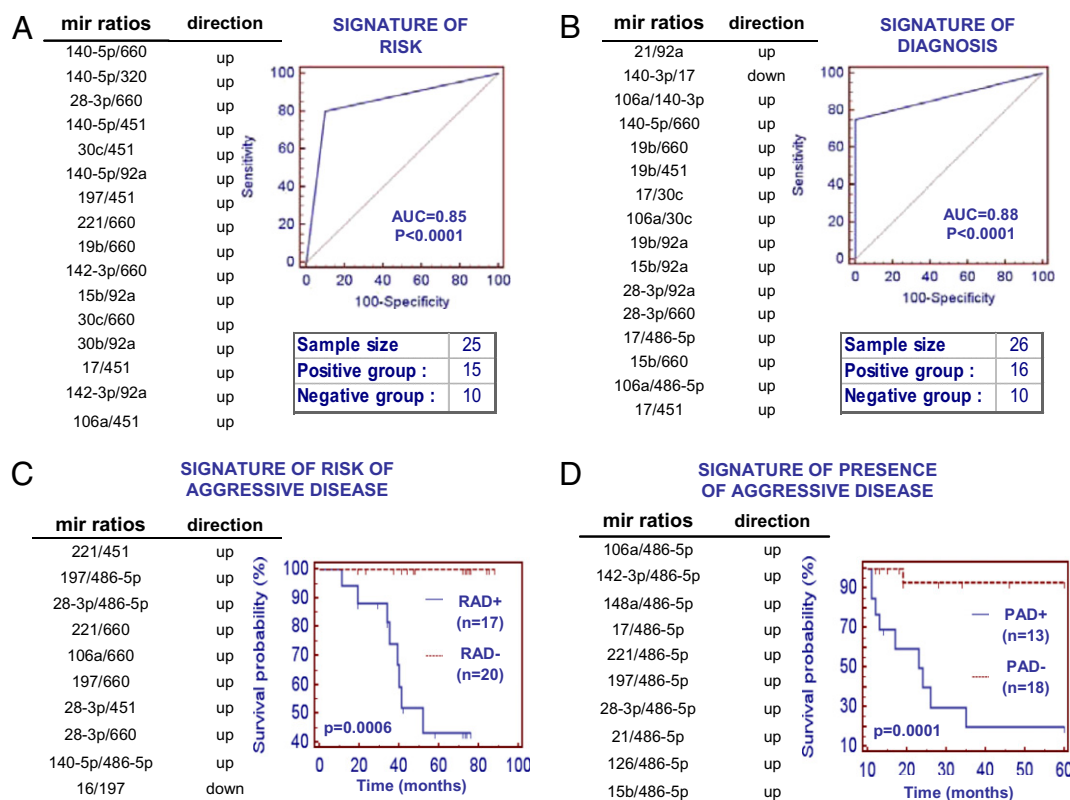 A
mir ratios direction
140-5p/660 up
140-5p/320 up
28-3p/660 up
140-5p/451 up
30c/451 up
140-5p/92a up
197/451 up
221/660 up
19b/660 up
142-3p/660 up
15b/92a up
30c/660 up
30b/92a up
17/451 up
142-3p/92a up
106a/451 up
SIGNATURE OF
RISK
Sensitivity
100
80
60
40
20
0
AUC=0.85
P<0.0001
0 20 40 60 80 100
100-Specificity
Sample size 25
Positive group : 15
Negative group : 10
B
mir ratios direction
21/92a up
140-3p/17 down
106a/140-3p up
140-5p/660 up
19b/660 up
19b/451 up
17/30c up
106a/30c up
19b/92a up
15b/92a up
28-3p/92a up
28-3p/660 up
17/486-5p up
15b/660 up
106a/486-5p up
17/451 up
SIGNATURE OF
DIAGNOSIS
Sensitivity
100
80
60
40
20
0
AUC=0.88
P<0.0001
0 20 40 60 80 100
100-Specificity
Sample size 26
Positive group : 16
Negative group : 10
C
SIGNATURE OF RISK OF
AGGRESSIVE DISEASE
mir ratios direction
221/451 up
197/486-5p up
28-3p/486-5p up
221/660 up
106a/660 up
197/660 up
28-3p/451 up
28-3p/660 up
140-5p/486-5p up
16/197 down
Survival probability (%)
100
90
80
70
60
50
40
RAD+
(n=17)
RAD-
(n=20)
p=0.0006
0 20 40 60 80 100
Time (months)
D
SIGNATURE OF PRESENCE
OF AGGRESSIVE DISEASE
mir ratios direction
106a/486-5p up
142-3p/486-5p up
148a/486-5p up
17/486-5p up
221/486-5p up
197/486-5p up
28-3p/486-5p up
21/486-5p up
126/486-5p up
15b/486-5p up
Survival probability (%)
90
70
50
30
10
PAD+
(n=13)
PAD-
(n=18)
p=0.0001
10 20 30 40 50 60
Time (months)